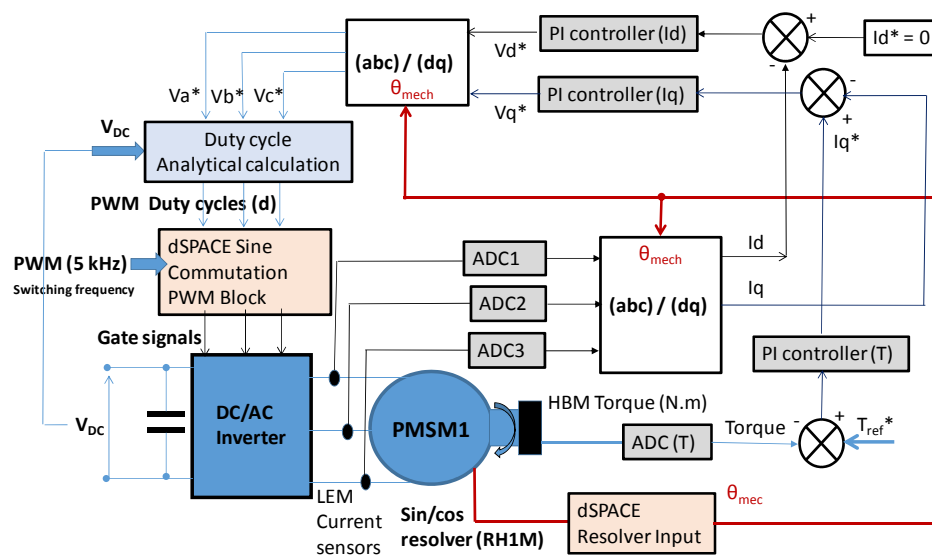 PI controller (Id)
+
Id* = 0
-
Vd*
(abc) / (dq)
θmech
Va*
Vb*
Vc*
PI controller (Iq)
-
+
Vq*
Iq*
VDC
Duty cycle
Analytical calculation
PWM Duty cycles (d)
dSPACE Sine
Commutation
PWM Block
PWM (5 kHz)
Switching frequency
ADC1
ADC2
ADC3
θmech
(abc) / (dq)
Id
Iq
Gate signals
PI controller (T)
DC/AC
Inverter
VDC
PMSM1
HBM Torque (N.m)
ADC (T)
Torque
-
+
Tref*
LEM
Current
sensors
Sin/cos
resolver (RH1M)
dSPACE
Resolver Input
θmec